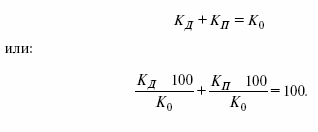 K_Д + K_П = K_0
или:
K_Д 100 / K_0 + K_П 100 / K_0 = 100.